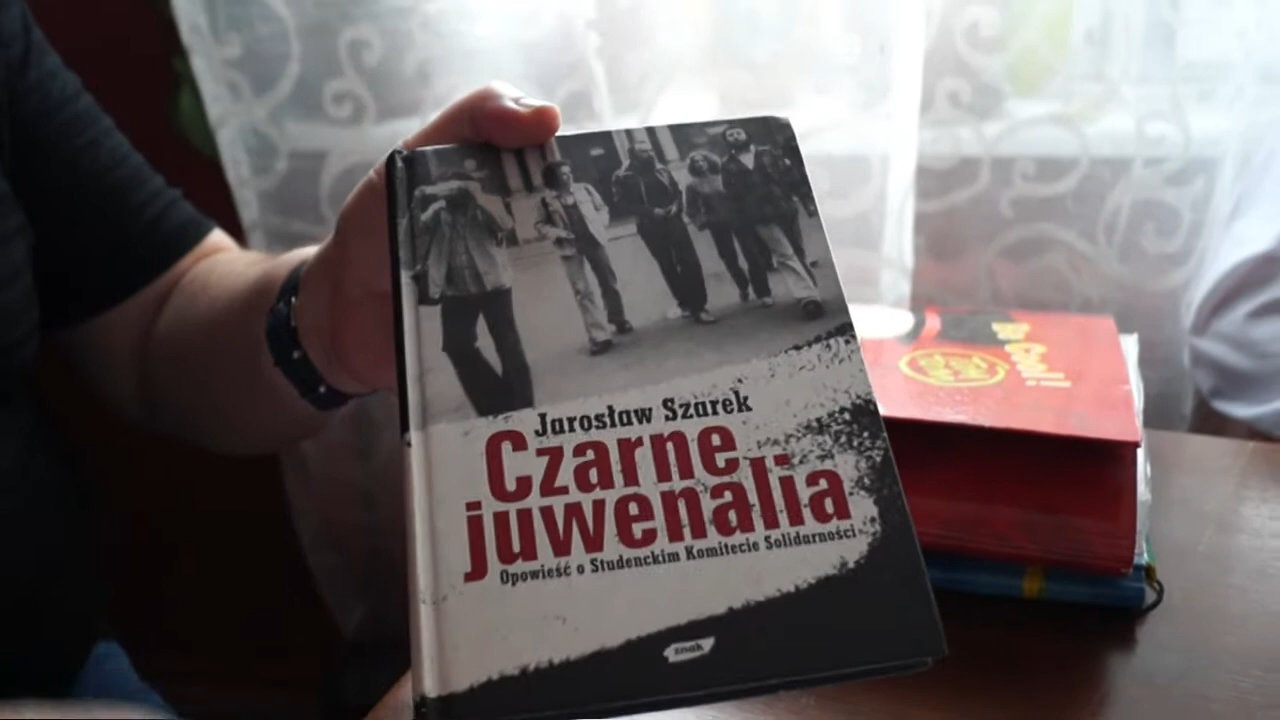 Jarosław Szarek
Czarne
juwenalia
Opowieść o Studenckim Komitecie Solidarności
znak